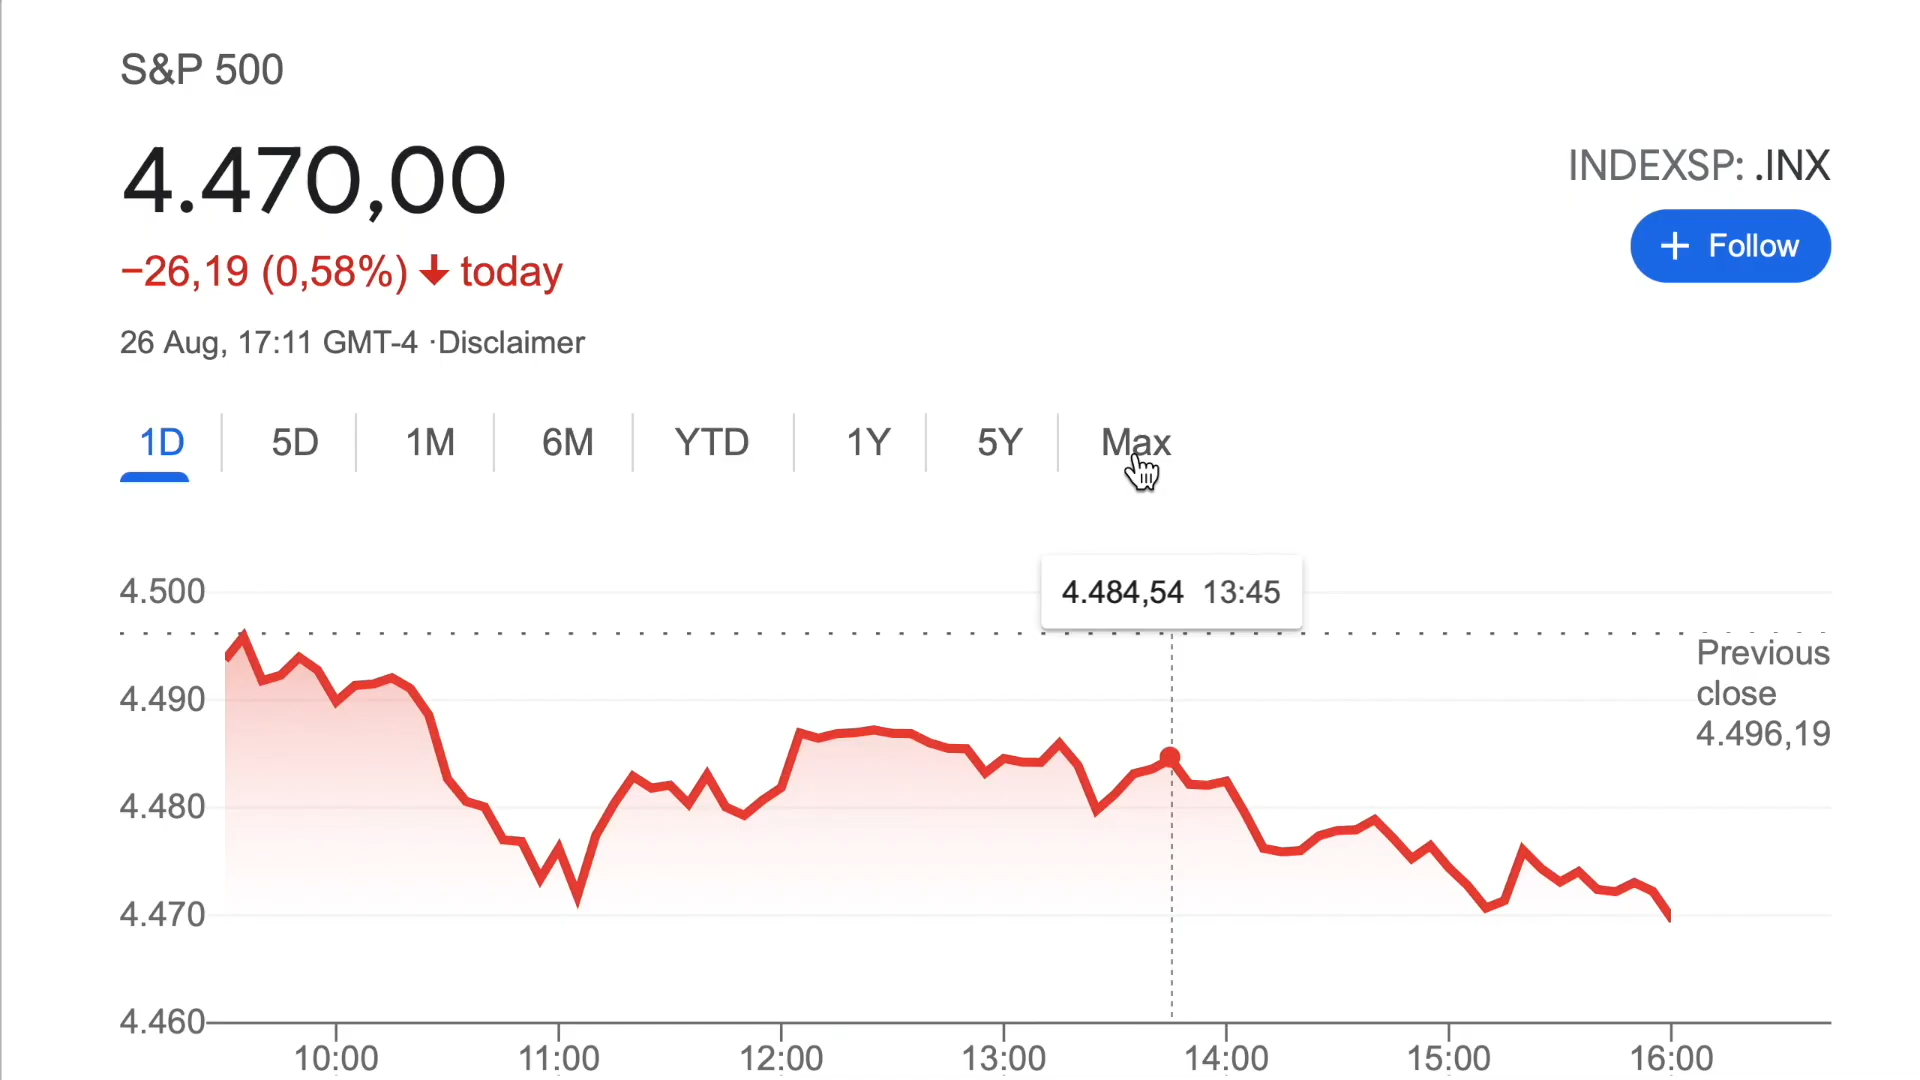 S&P 500
4.470,00
INDEXSP: .INX
+ Follow
−26,19 (0,58%) ↓ today
26 Aug, 17:11 GMT-4 ·Disclaimer
1D 5D 1M 6M YTD 1Y 5Y Max
4.484,54 13:45
4.500
Previous
close
4.496,19
4.490
4.480
4.470
4.460
10:00 11:00 12:00 13:00 14:00 15:00 16:00